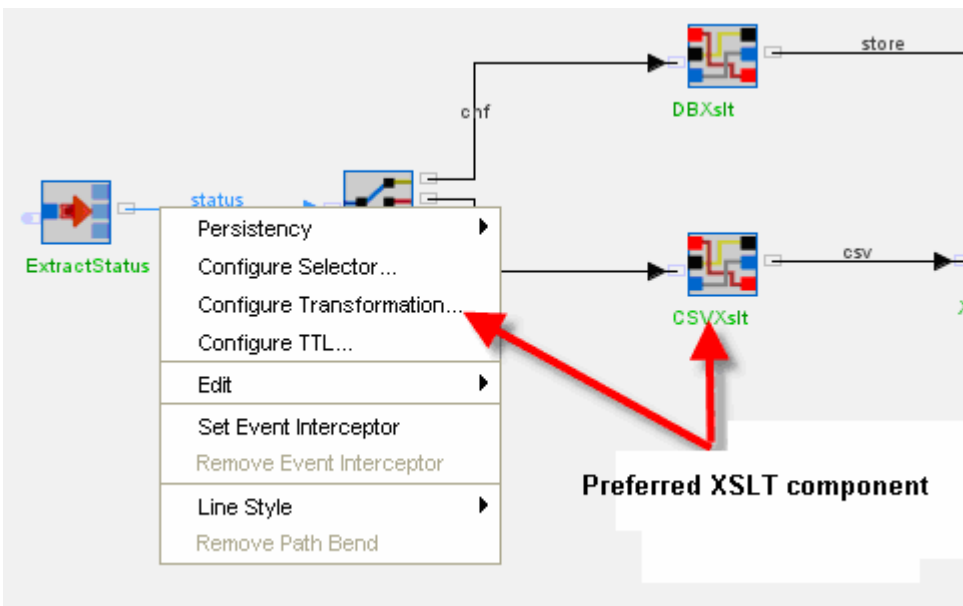 store
cnf
DBXslt
status
ExtractStatus
Persistency
Configure Selector...
Configure Transformation...
Configure TTL...
Edit
Set Event Interceptor
Remove Event Interceptor
Line Style
Remove Path Bend
csv
CSVXslt
Preferred XSLT component